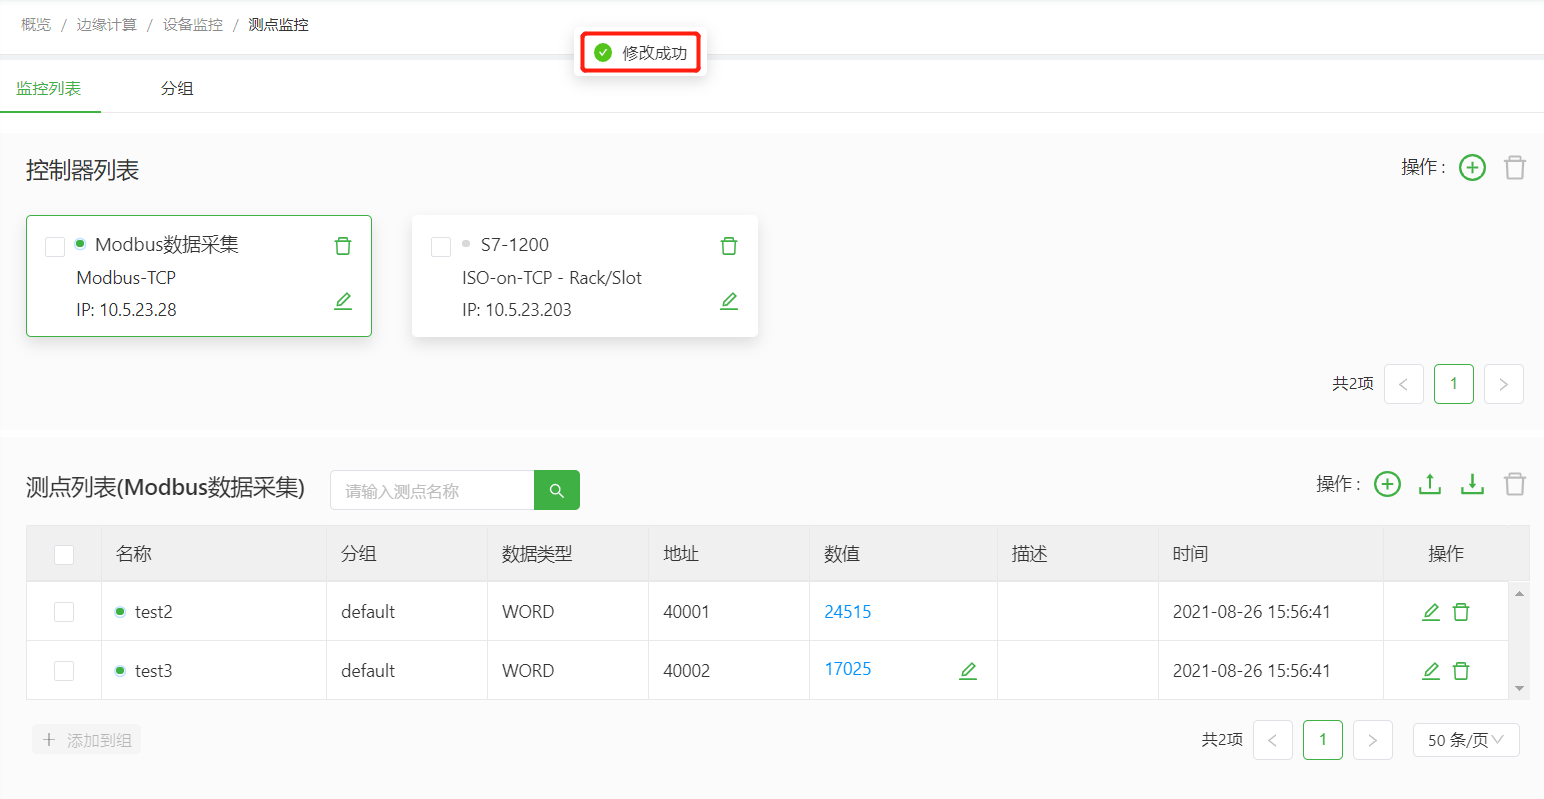 概览 / 边缘计算 / 设备监控 / 测点监控
修改成功
监控列表 分组
控制器列表 操作：
Modbus数据采集
Modbus-TCP
IP: 10.5.23.28
S7-1200
ISO-on-TCP - Rack/Slot
IP: 10.5.23.203
共2项 < 1 >
测点列表(Modbus数据采集) 请输入测点名称 操作：
名称 分组 数据类型 地址 数值 描述 时间 操作
test2 default WORD 40001 24515 2021-08-26 15:56:41
test3 default WORD 40002 17025 2021-08-26 15:56:41
+ 添加到组 共2项 < 1 > 50 条/页